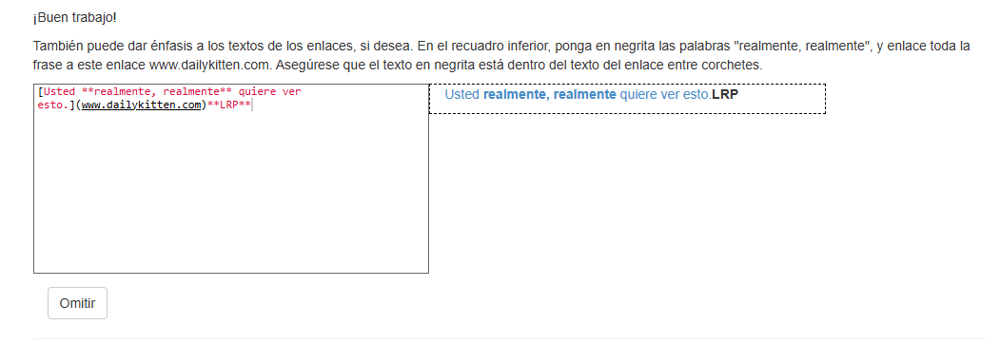 ¡Buen trabajo!
También puede dar énfasis a los textos de los enlaces, si desea. En el recuadro inferior, ponga en negrita las palabras "realmente, realmente", y enlace toda la
frase a este enlace www.dailykitten.com. Asegúrese que el texto en negrita está dentro del texto del enlace entre corchetes.
[Usted **realmente, realmente** quiere ver
esto.](www.dailykitten.com)**LRP**
Usted realmente, realmente quiere ver esto.LRP
Omitir